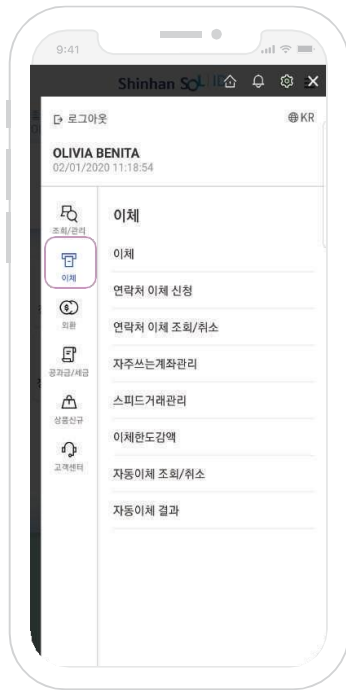 9:41
Shinhan SOL ID
로그아웃
KR
OLIVIA BENITA
02/01/2020 11:18:54
조회/관리
이체
외환
공과금/세금
상품신규
고객센터
이체
이체
연락처 이체 신청
연락처 이체 조회/취소
자주쓰는계좌관리
스피드거래관리
이체한도감액
자동이체 조회/취소
자동이체 결과